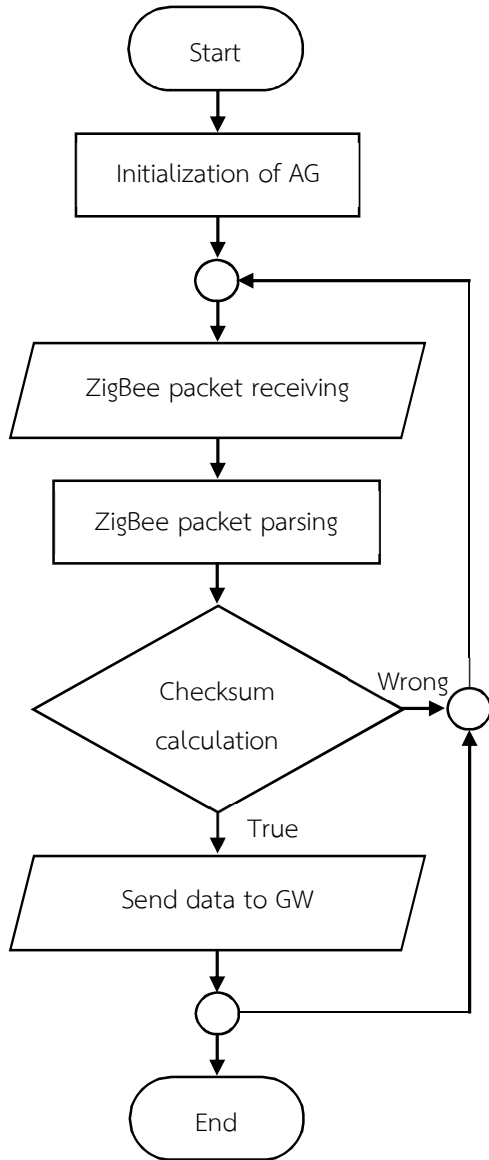 Start
Initialization of AG
ZigBee packet receiving
ZigBee packet parsing
Checksum
calculation
Wrong
True
Send data to GW
End